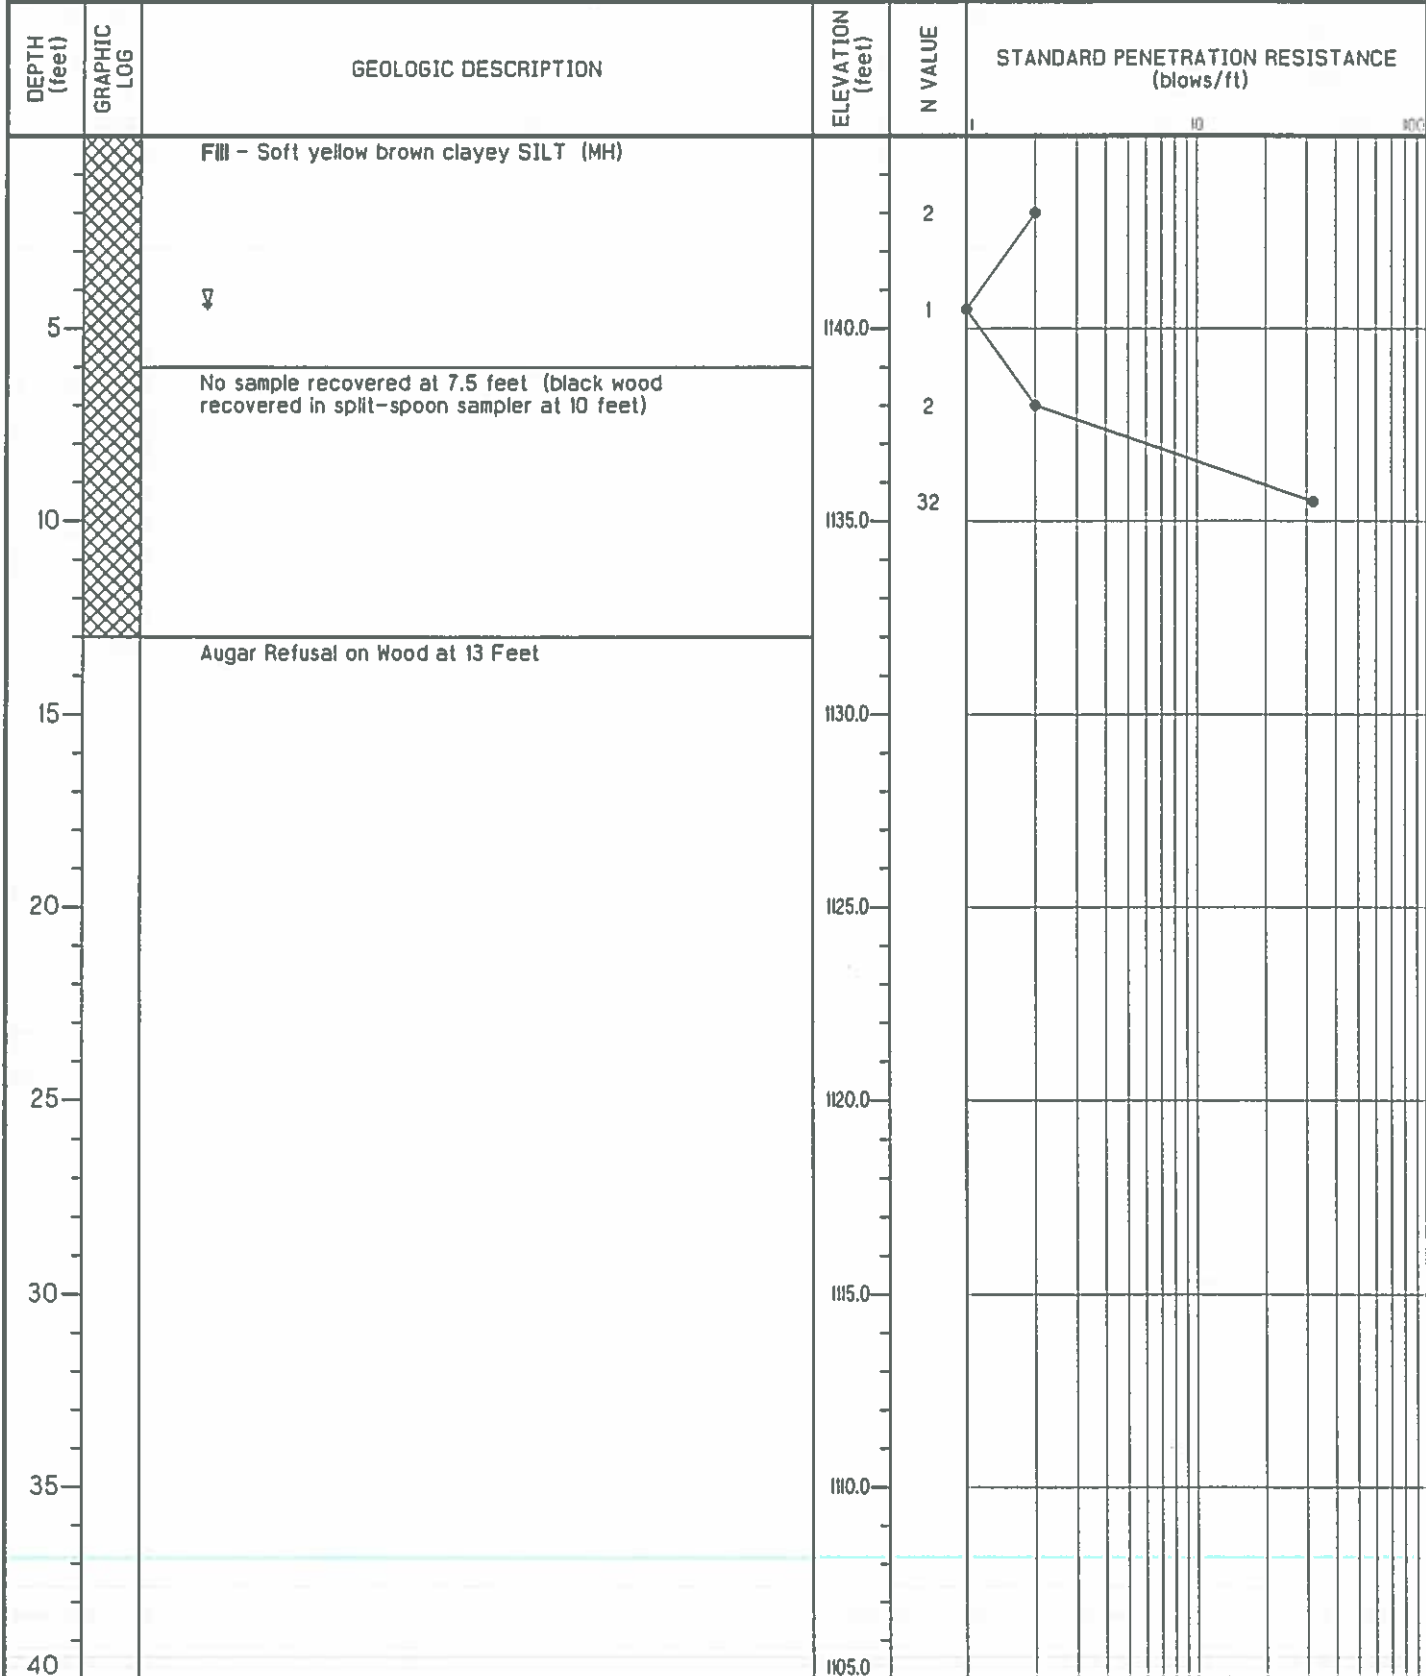 DEPTH
(feet)
GRAPHIC
LOG
GEOLOGIC DESCRIPTION
ELEVATION
(feet)
N VALUE
STANDARD PENETRATION RESISTANCE
(blows/ft)
1 10 100
Fill - Soft yellow brown clayey SILT (MH)
2
1
5 1140.0
No sample recovered at 7.5 feet (black wood
recovered in split-spoon sampler at 10 feet)
2
32
10 1135.0
Augar Refusal on Wood at 13 Feet
15 1130.0
20 1125.0
25 1120.0
30 1115.0
35 1110.0
40 1105.0